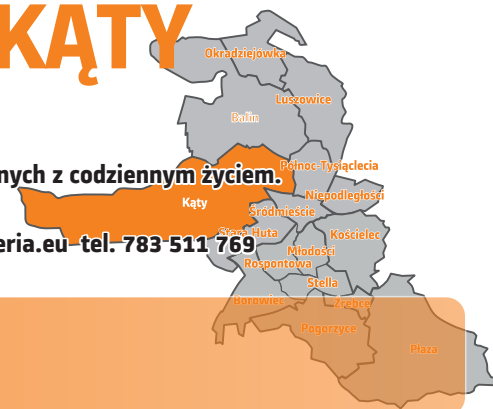 KĄTY
Okradziejówka
Luszowice
Balin
nych z codziennym życiem.
Północ-Tysiąclecia
Niepodległości
Kąty
Śródmieście
Stara Huta
Kościelec
eria.eu tel. 783 511 769
Młodości
Rospontowa
Stella
Borowiec
Źrebce
Pogorzyce
Płaza